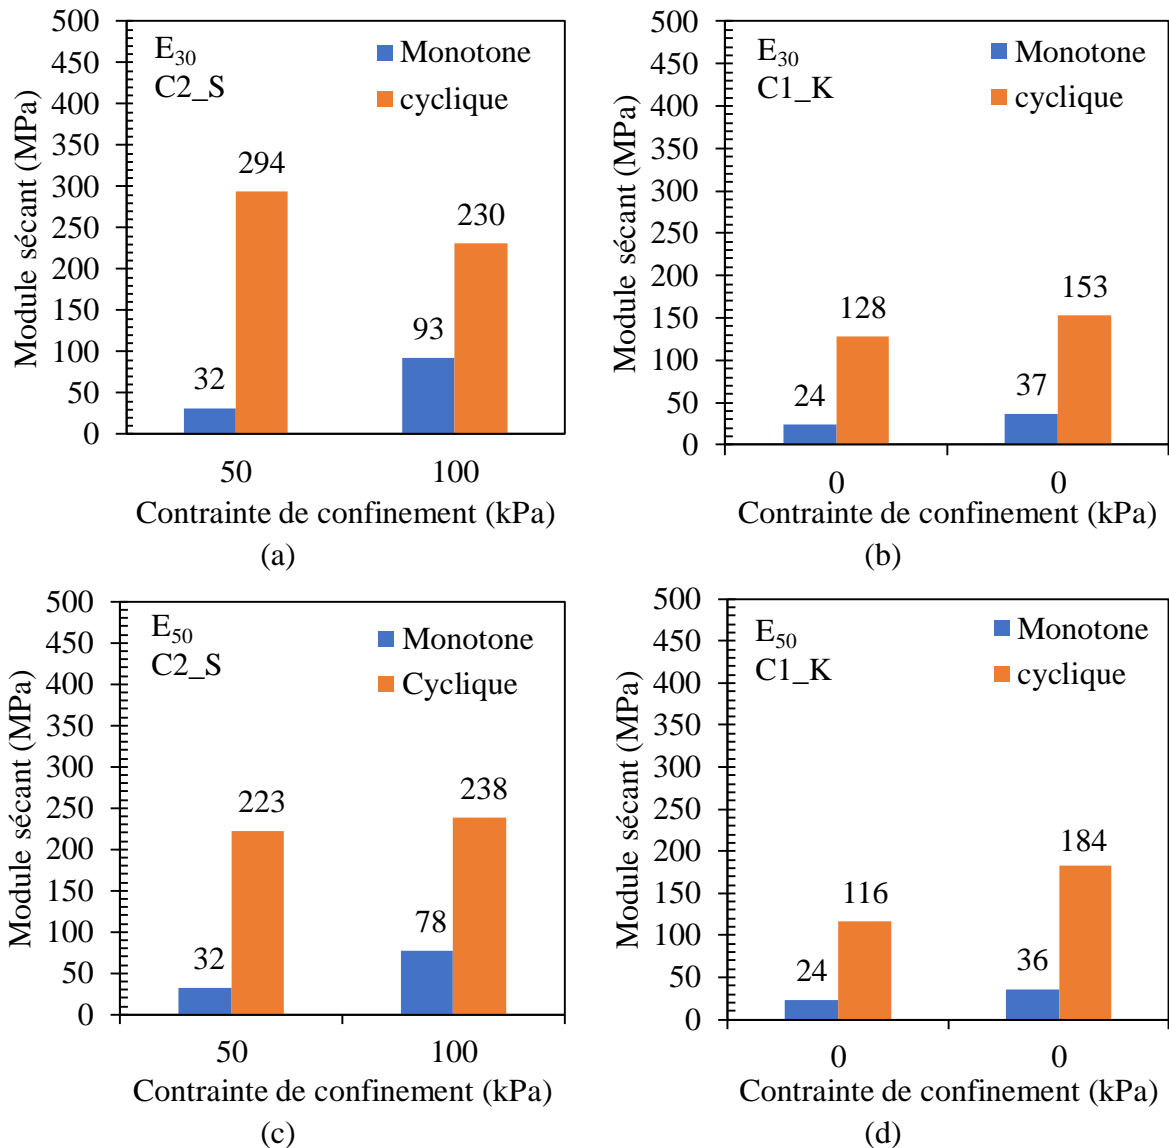 E30
C2_S
Monotone
cyclique
Module sécant (MPa)
500
450
400
350
300
250
200
150
100
50
0
32
294
93
230
50
100
Contrainte de confinement (kPa)
(a)
E30
C1_K
Monotone
cyclique
Module sécant (MPa)
500
450
400
350
300
250
200
150
100
50
0
24
128
37
153
0
0
Contrainte de confinement (kPa)
(b)
E50
C2_S
Monotone
Cyclique
Module sécant (MPa)
500
450
400
350
300
250
200
150
100
50
0
32
223
78
238
50
100
Contrainte de confinement (kPa)
(c)
E50
C1_K
Monotone
cyclique
Module sécant (MPa)
500
450
400
350
300
250
200
150
100
50
0
24
116
36
184
0
0
Contrainte de confinement (kPa)
(d)